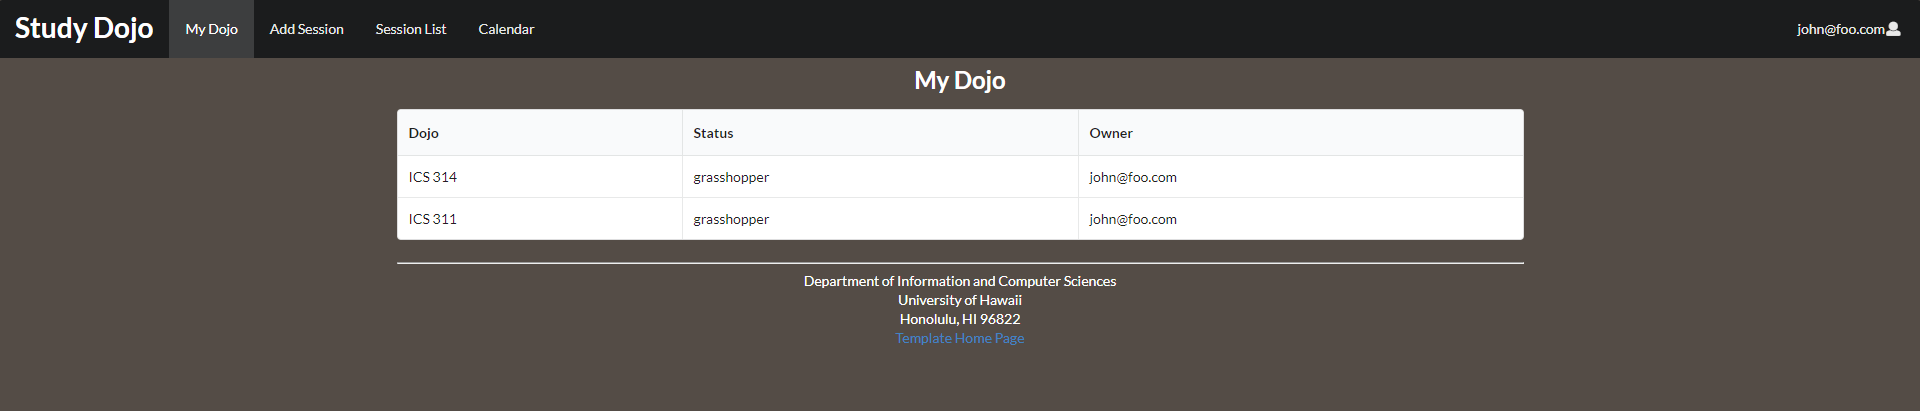 Study Dojo My Dojo Add Session Session List Calendar john@foo.com
My Dojo
Dojo Status Owner
ICS 314 grasshopper john@foo.com
ICS 311 grasshopper john@foo.com
Department of Information and Computer Sciences
University of Hawaii
Honolulu, HI 96822
Template Home Page